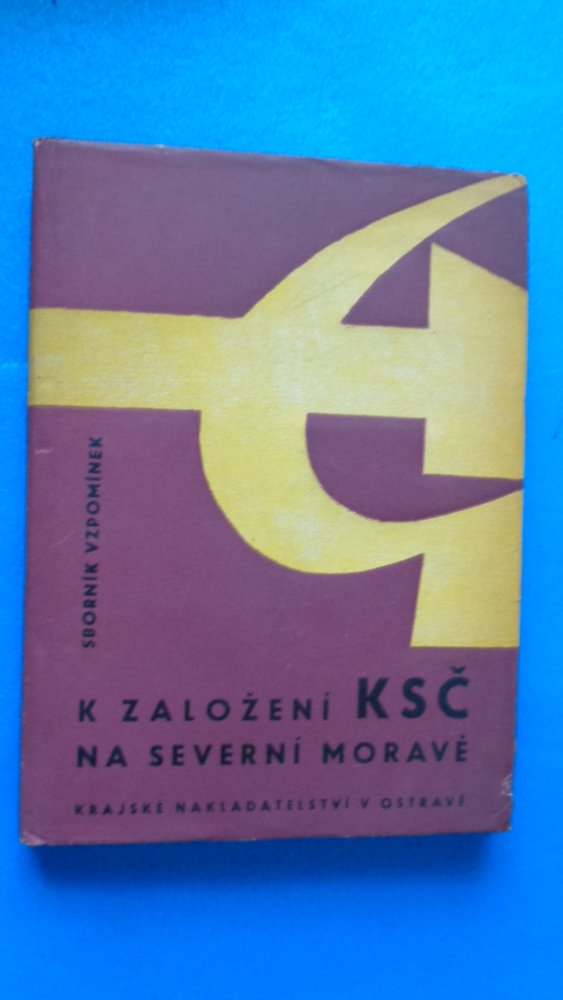 SBORNÍK VZPOMÍNEK
K ZALOŽENÍ KSČ
NA SEVERNÍ MORAVĚ
KRAJSKÉ NAKLADATELSTVÍ V OSTRAVĚ